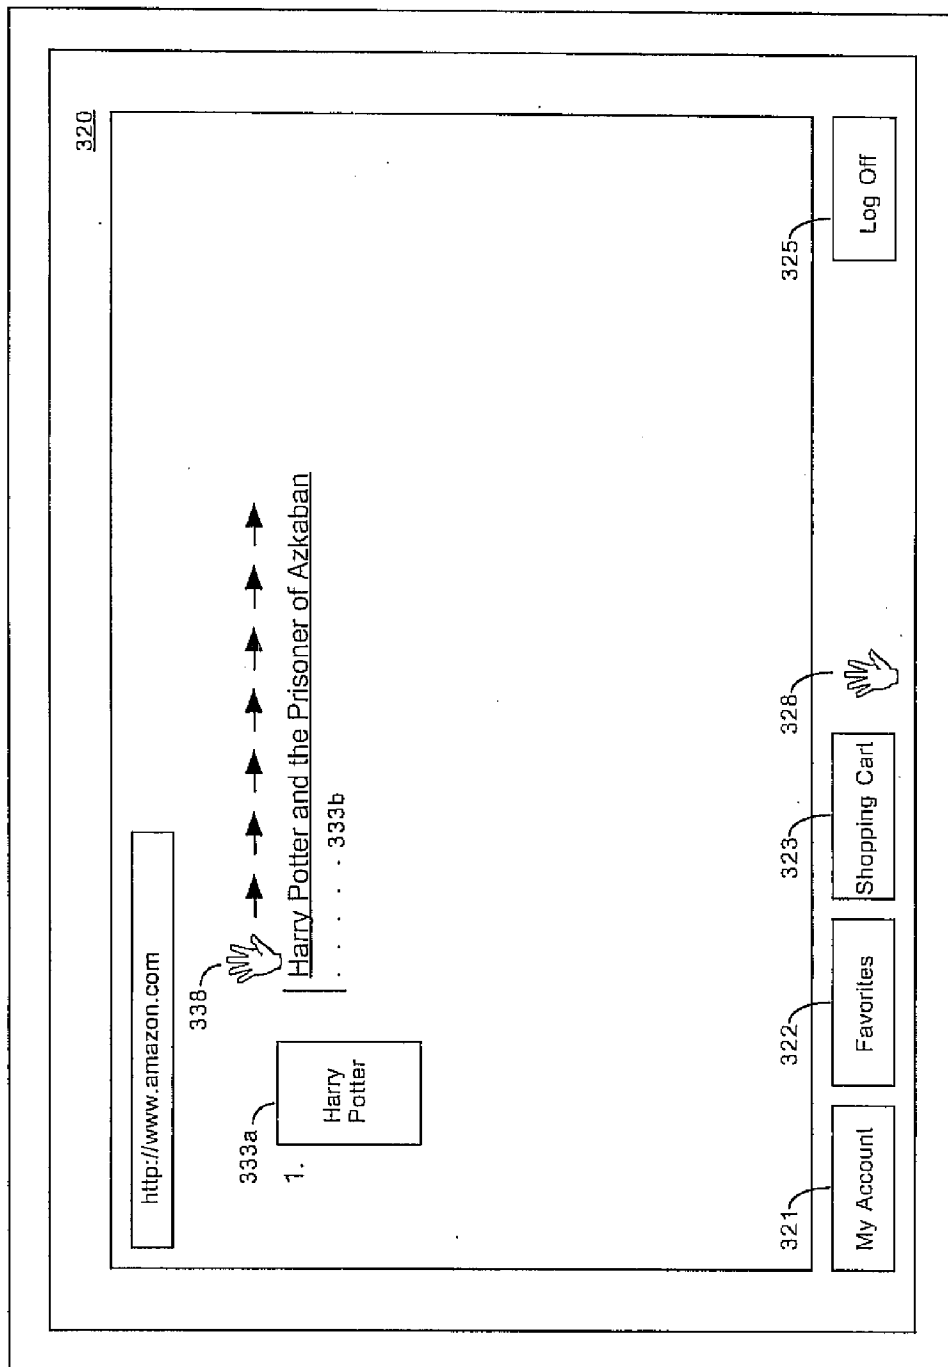 320
http://www.amazon.com
338
333a
1.
Harry
Potter
Harry Potter and the Prisoner of Azkaban
. . . . . 333b
321
My Account
322
Favorites
323
Shopping Cart
328
325
Log Off